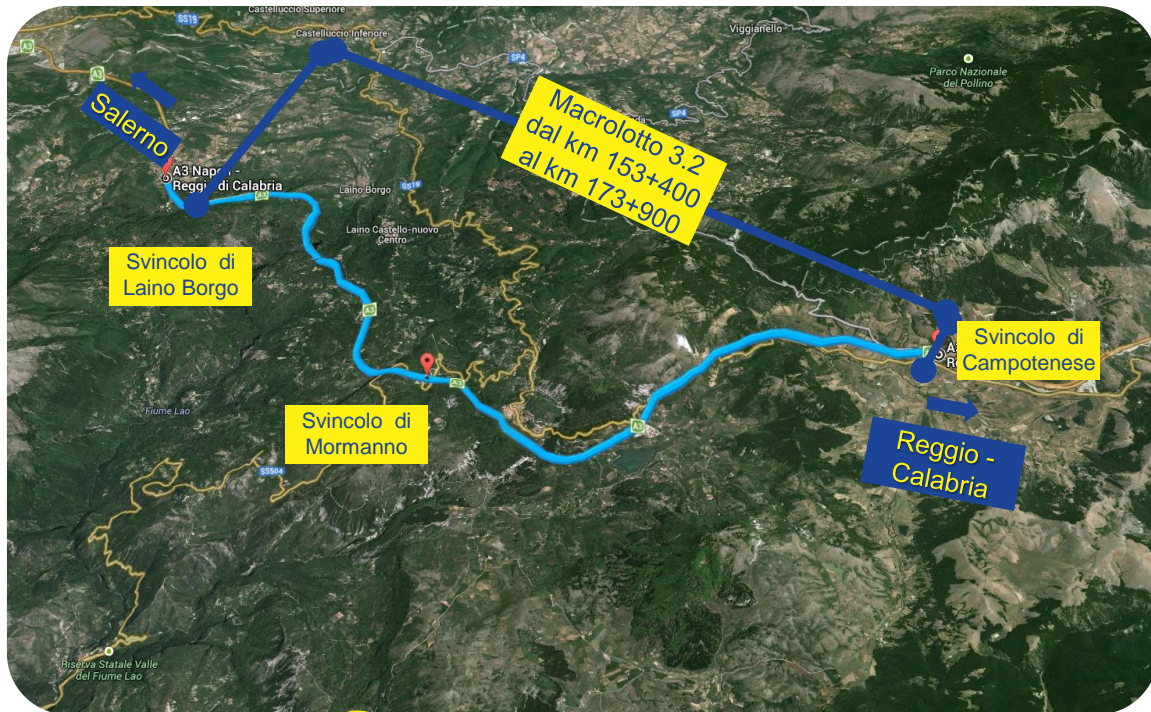 Castelluccio Superiore
SS19
Castelluccio Inferiore
Viggianello
A3
A3
SP4
Parco Nazionale
del Pollino
Salerno
Macrolotto 3.2
dal km 153+400
al km 173+900
SP4
A3 Napoli -
Reggio di Calabria
A3
Laino Borgo
SS19
Laino Castello-nuovo
Centro
Svincolo di
Laino Borgo
A3
Svincolo di
Campotenese
A3
Fiume Lao
Svincolo di
Mormanno
A3
Reggio -
Calabria
SS504
Riserva Statale Valle
del Fiume Lao